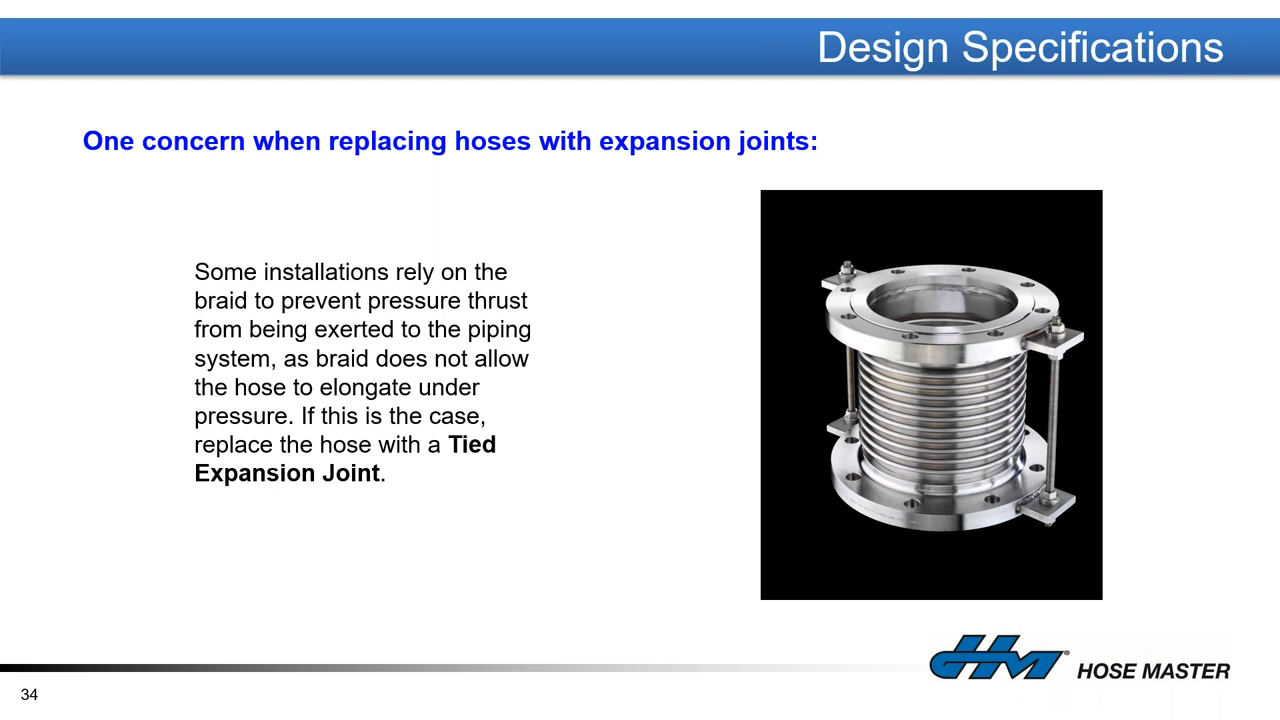 Design Specifications
One concern when replacing hoses with expansion joints:
Some installations rely on the
braid to prevent pressure thrust
from being exerted to the piping
system, as braid does not allow
the hose to elongate under
pressure. If this is the case,
replace the hose with a Tied
Expansion Joint.
HM® HOSE MASTER
34